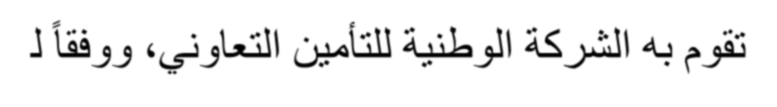 تقوم به الشركة الوطنية للتأمين التعاوني، ووفقاً لـ